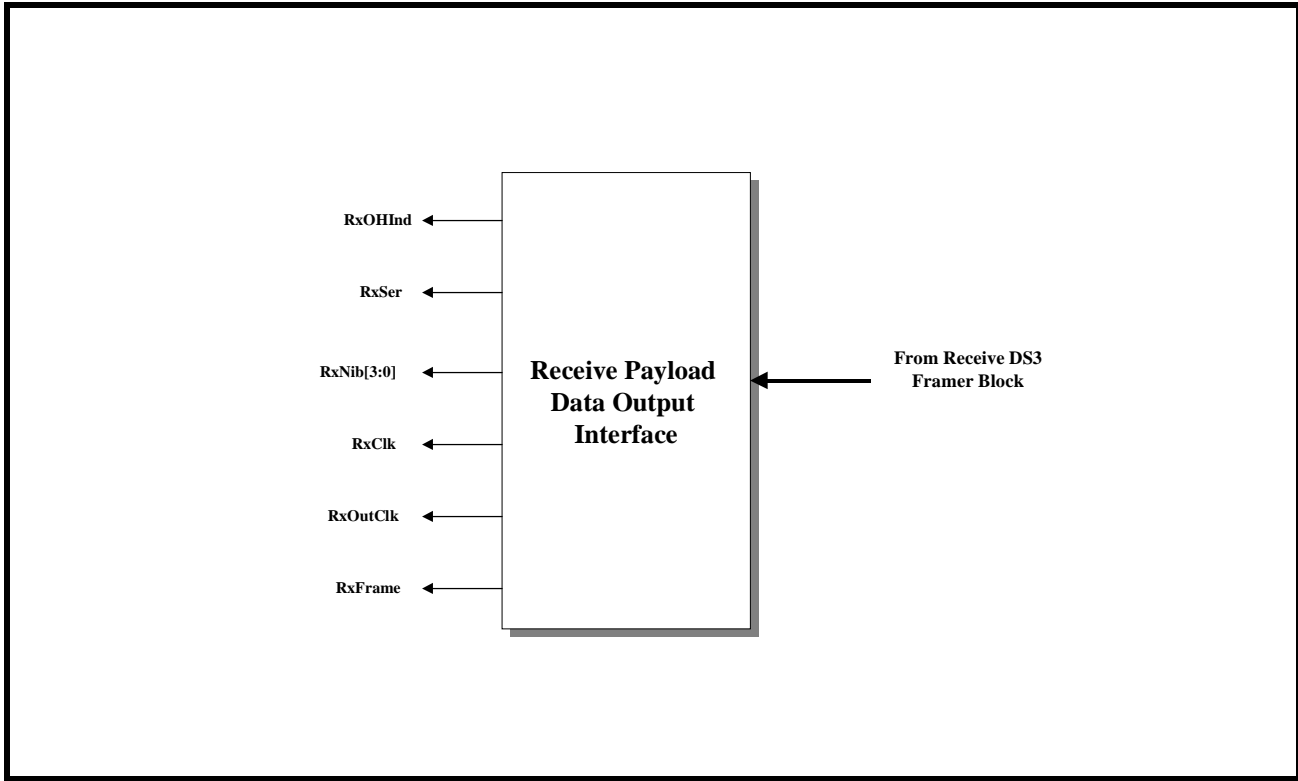 RxOHInd
RxSer
RxNib[3:0]
RxClk
RxOutClk
RxFrame
Receive Payload
Data Output
Interface
From Receive DS3
Framer Block